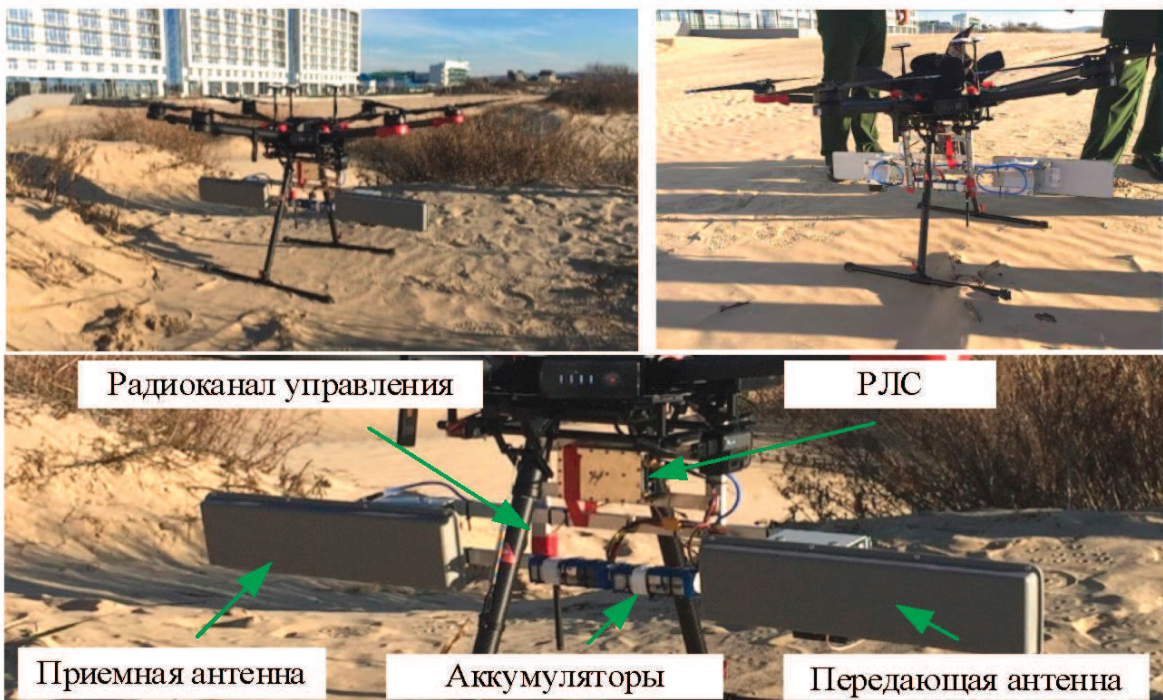 Радиоканал управления
РЛС
Приемная антенна
Аккумуляторы
Передающая антенна